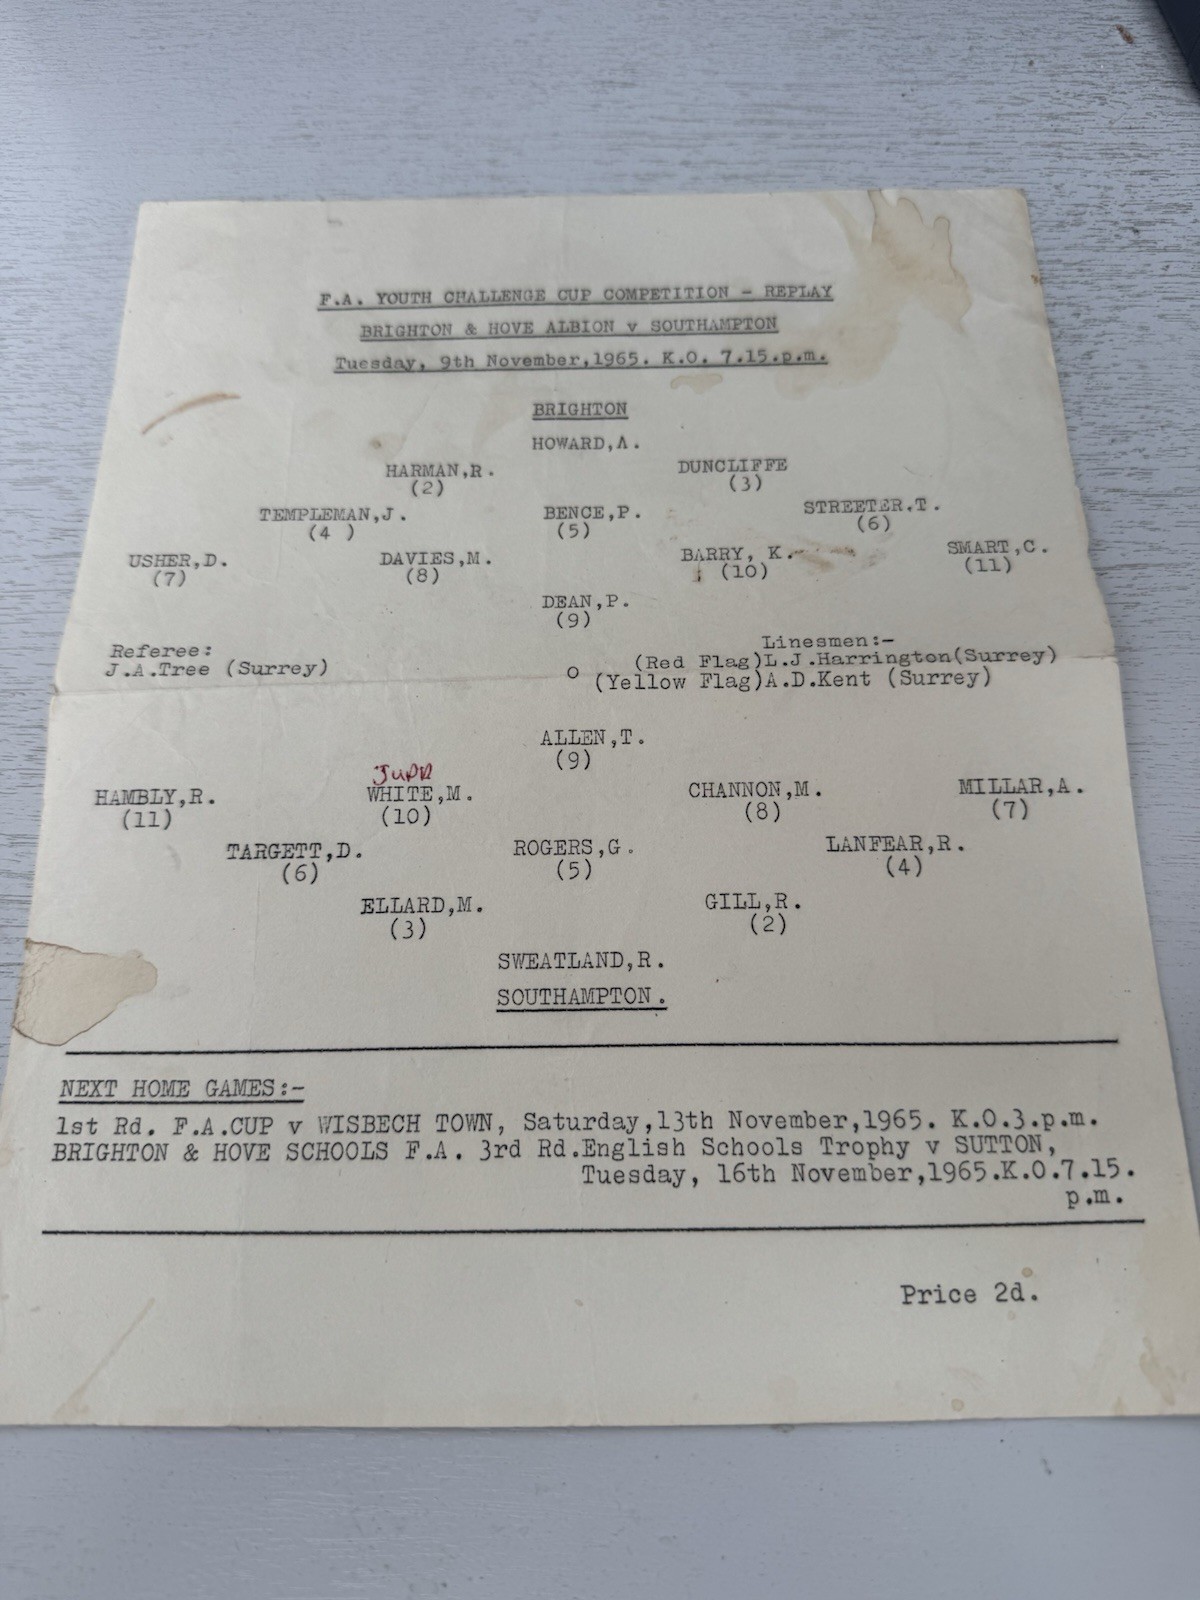 F.A. YOUTH CHALLENGE CUP COMPETITION - REPLAY
BRIGHTON & HOVE ALBION v SOUTHAMPTON
Tuesday, 9th November,1965. K.O. 7.15.p.m.
BRIGHTON
HOWARD,A.
HARMAN,R. DUNCLIFFE
(2) (3)
TEMPLEMAN,J. BENCE,P. STREETER.T.
(4 ) (5) (6)
USHER,D. DAVIES,M. BARRY, K. SMART,C.
(7) (8) (10) (11)
DEAN,P.
(9)
Referee: Linesmen:-
J.A.Tree (Surrey) (Red Flag)L.J.Harrington(Surrey)
o (Yellow Flag)A.D.Kent (Surrey)
ALLEN,T.
(9)
JUDD
HAMBLY,R. WHITE,M. CHANNON,M. MILLAR,A.
(11) (10) (8) (7)
TARGETT,D. ROGERS,G. LANFEAR,R.
(6) (5) (4)
ELLARD,M. GILL,R.
(3) (2)
SWEATLAND,R.
SOUTHAMPTON.
NEXT HOME GAMES:-
1st Rd. F.A.CUP v WISBECH TOWN, Saturday,13th November,1965. K.O.3.p.m.
BRIGHTON & HOVE SCHOOLS F.A. 3rd Rd.English Schools Trophy v SUTTON,
Tuesday, 16th November,1965.K.O.7.15.
p.m.
Price 2d.